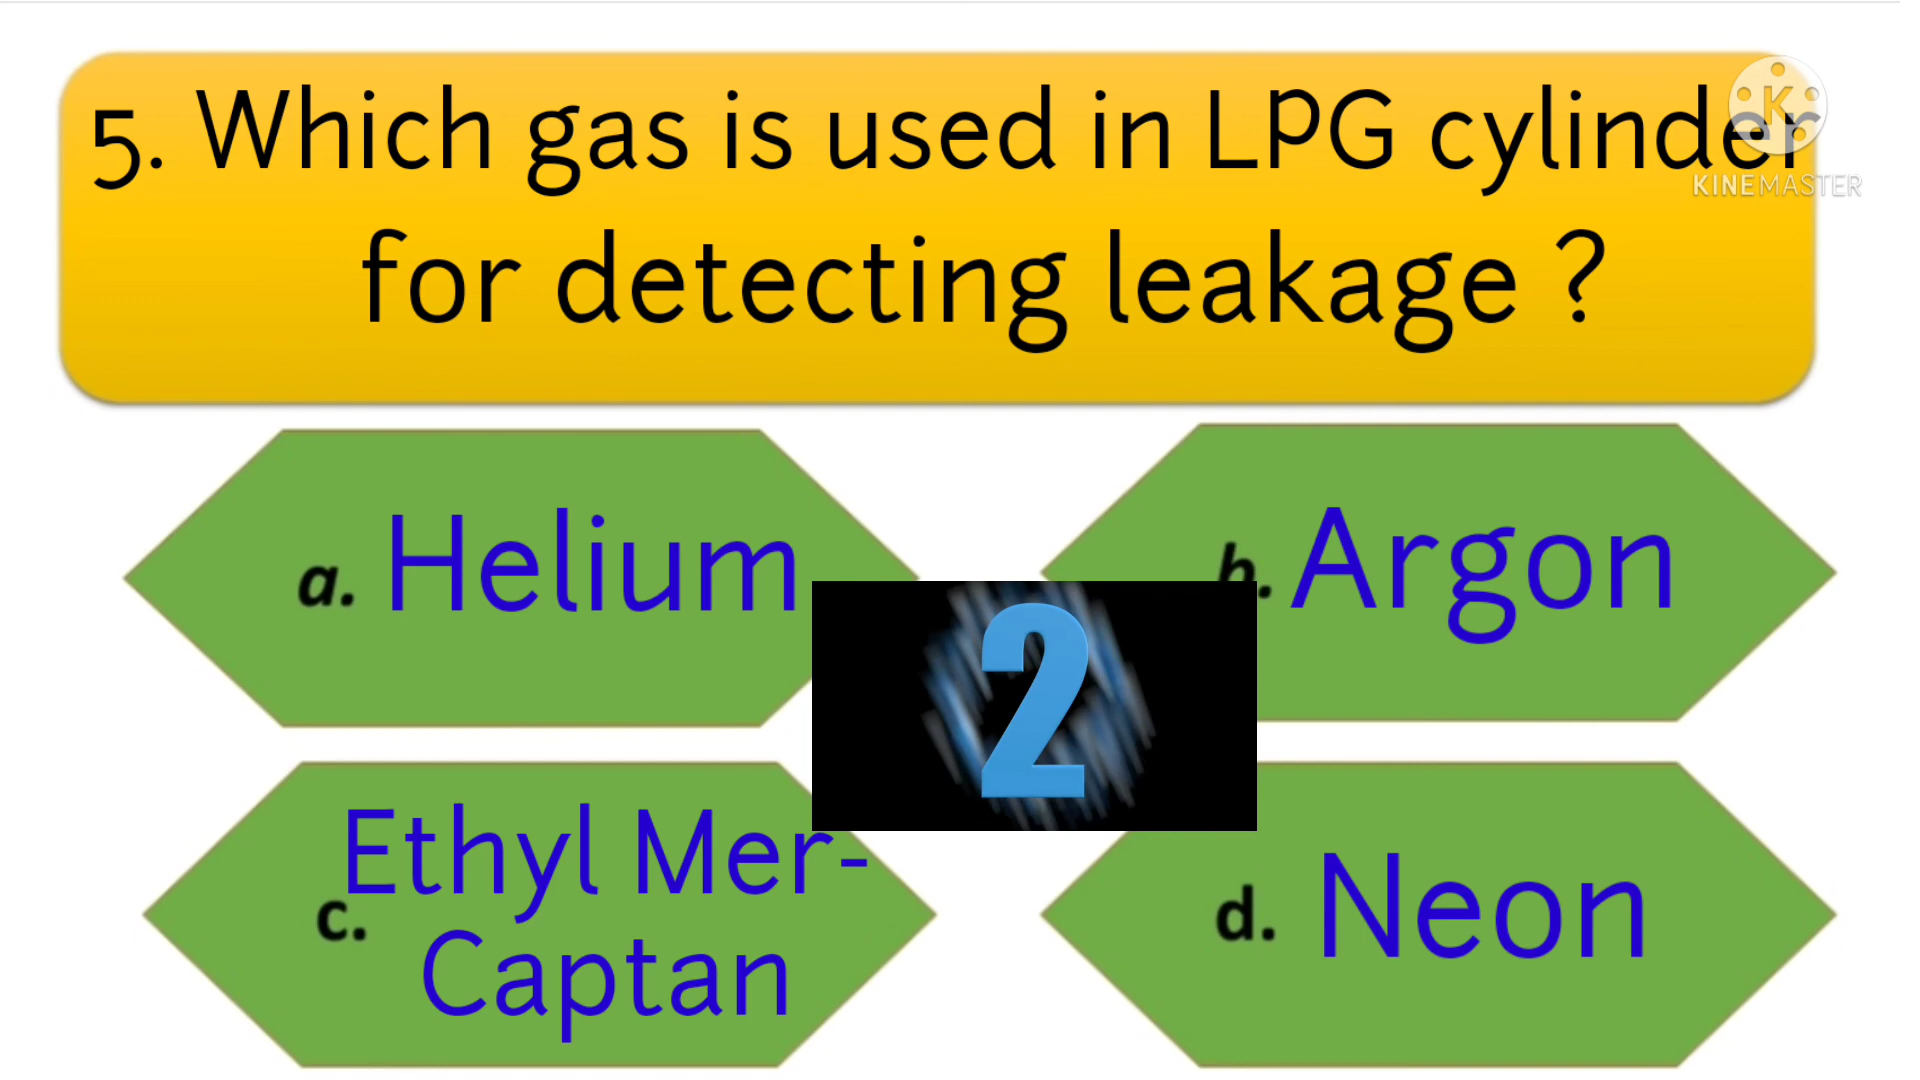 5. Which gas is used in LPG cylinder
KINEMASTER
for detecting leakage ?
a. Helium
b. Argon
2
c. Ethyl Mer-
Captan
d. Neon